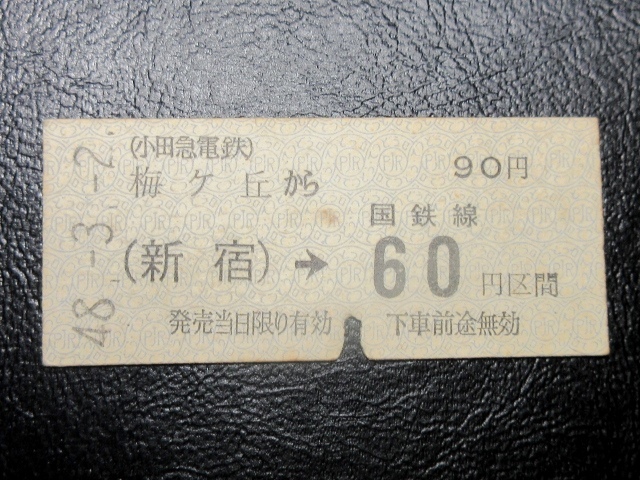 48.-3.-2
(小田急電鉄)
梅ケ丘から
90円
(新宿)→
国鉄線
60円区間
発売当日限り有効
下車前途無効